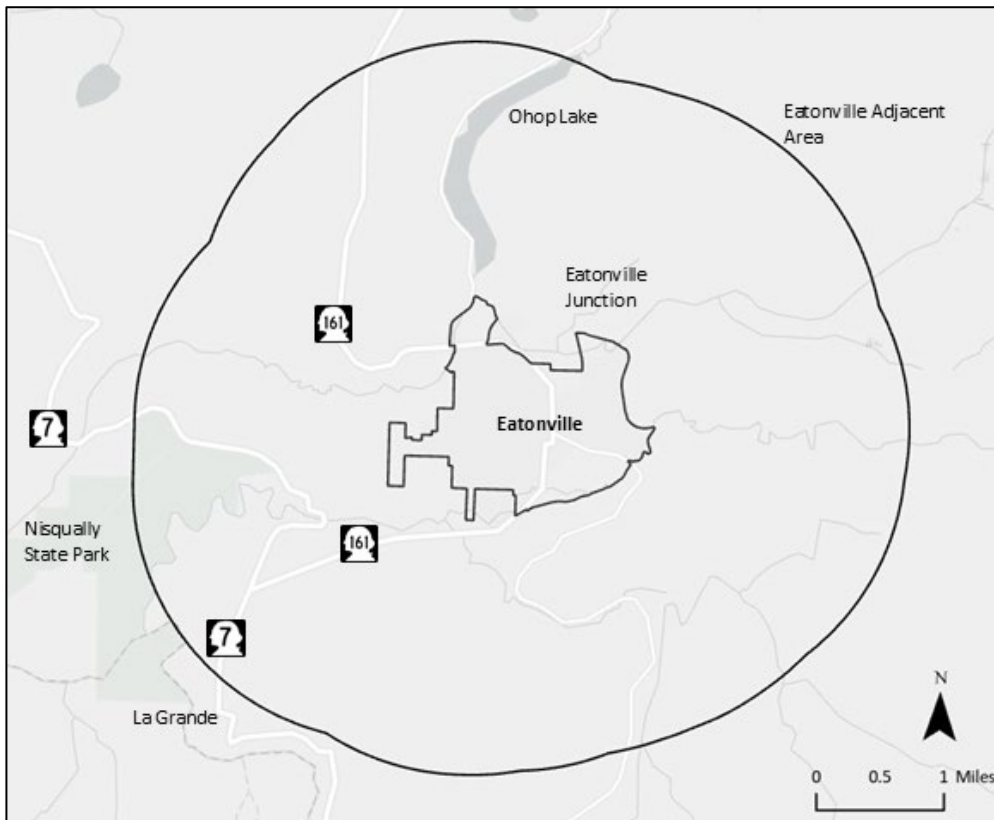 Ohop Lake
Eatonville Adjacent
Area
Eatonville
Junction
161
7
Eatonville
Nisqually
State Park
161
7
La Grande
N
0 0.5 1 Miles